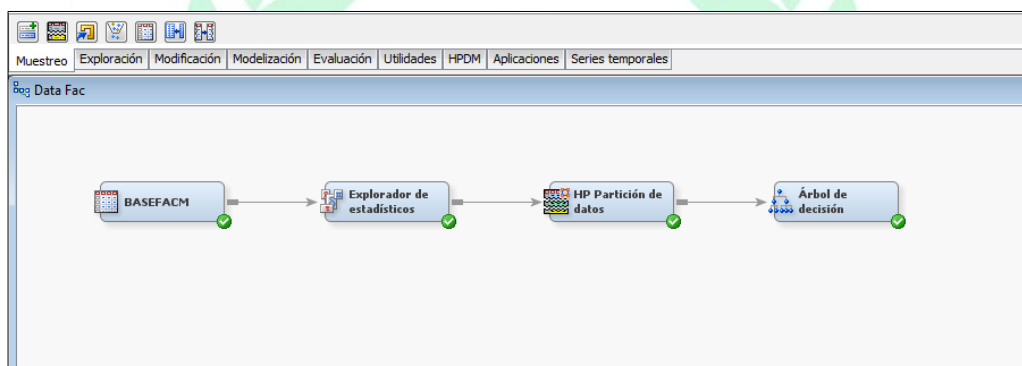 Muestreo Exploración Modificación Modelización Evaluación Utilidades HPDM Aplicaciones Series temporales
Data Fac
BASEFACM
Explorador de
estadísticos
HP Partición de
datos
Árbol de
decisión